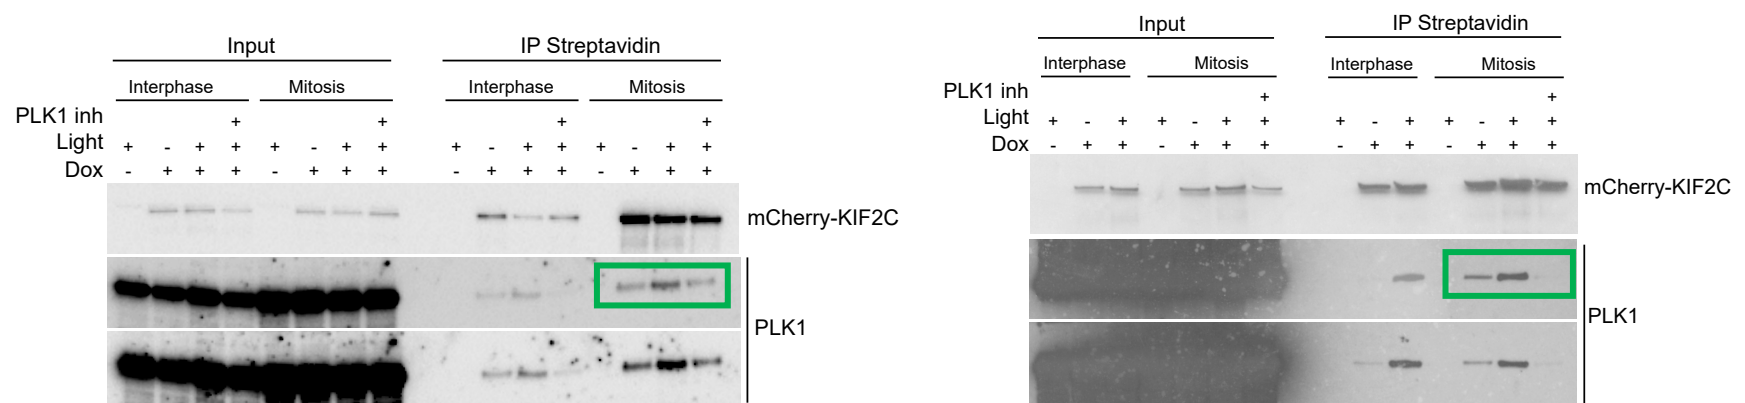 Input IP Streptavidin
Interphase Mitosis Interphase Mitosis
PLK1 inh + + + +
Light + - + + + - + + + - + + + - + +
Dox - + + + - + + + - + + + - + + +
mCherry-KIF2C
PLK1
Input IP Streptavidin
Interphase Mitosis Interphase Mitosis
PLK1 inh + +
Light + - + + - + + + - + + - + +
Dox - + + - + + + - + + - + + +
mCherry-KIF2C
PLK1